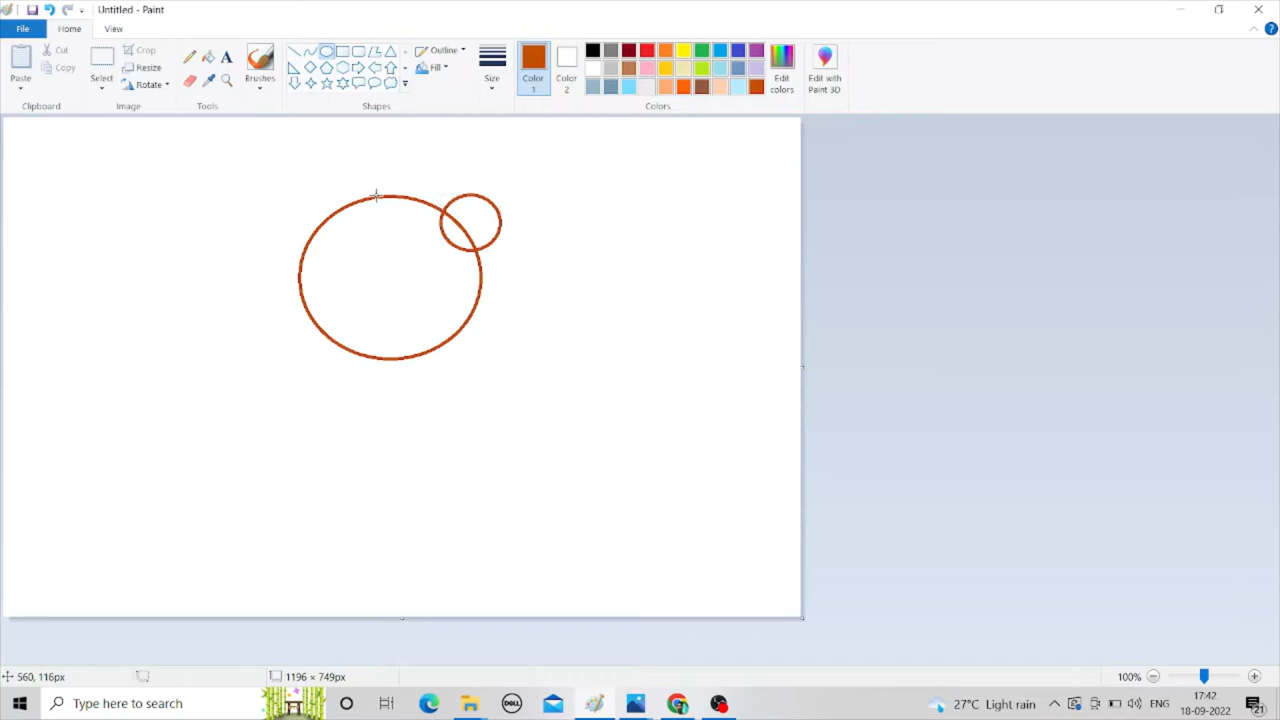 Untitled - Paint
File Home View
Paste
Cut
Copy
Clipboard
Select
Crop
Resize
Rotate
Image
A
Tools
Brushes
Shapes
Outline
Fill
Size
Color 1
Color 2
Colors
Edit colors
Edit with Paint 3D
560, 116px
1196 × 749px
100%
Type here to search
DELL
27°C Light rain
ENG
17:42
18-09-2022
21